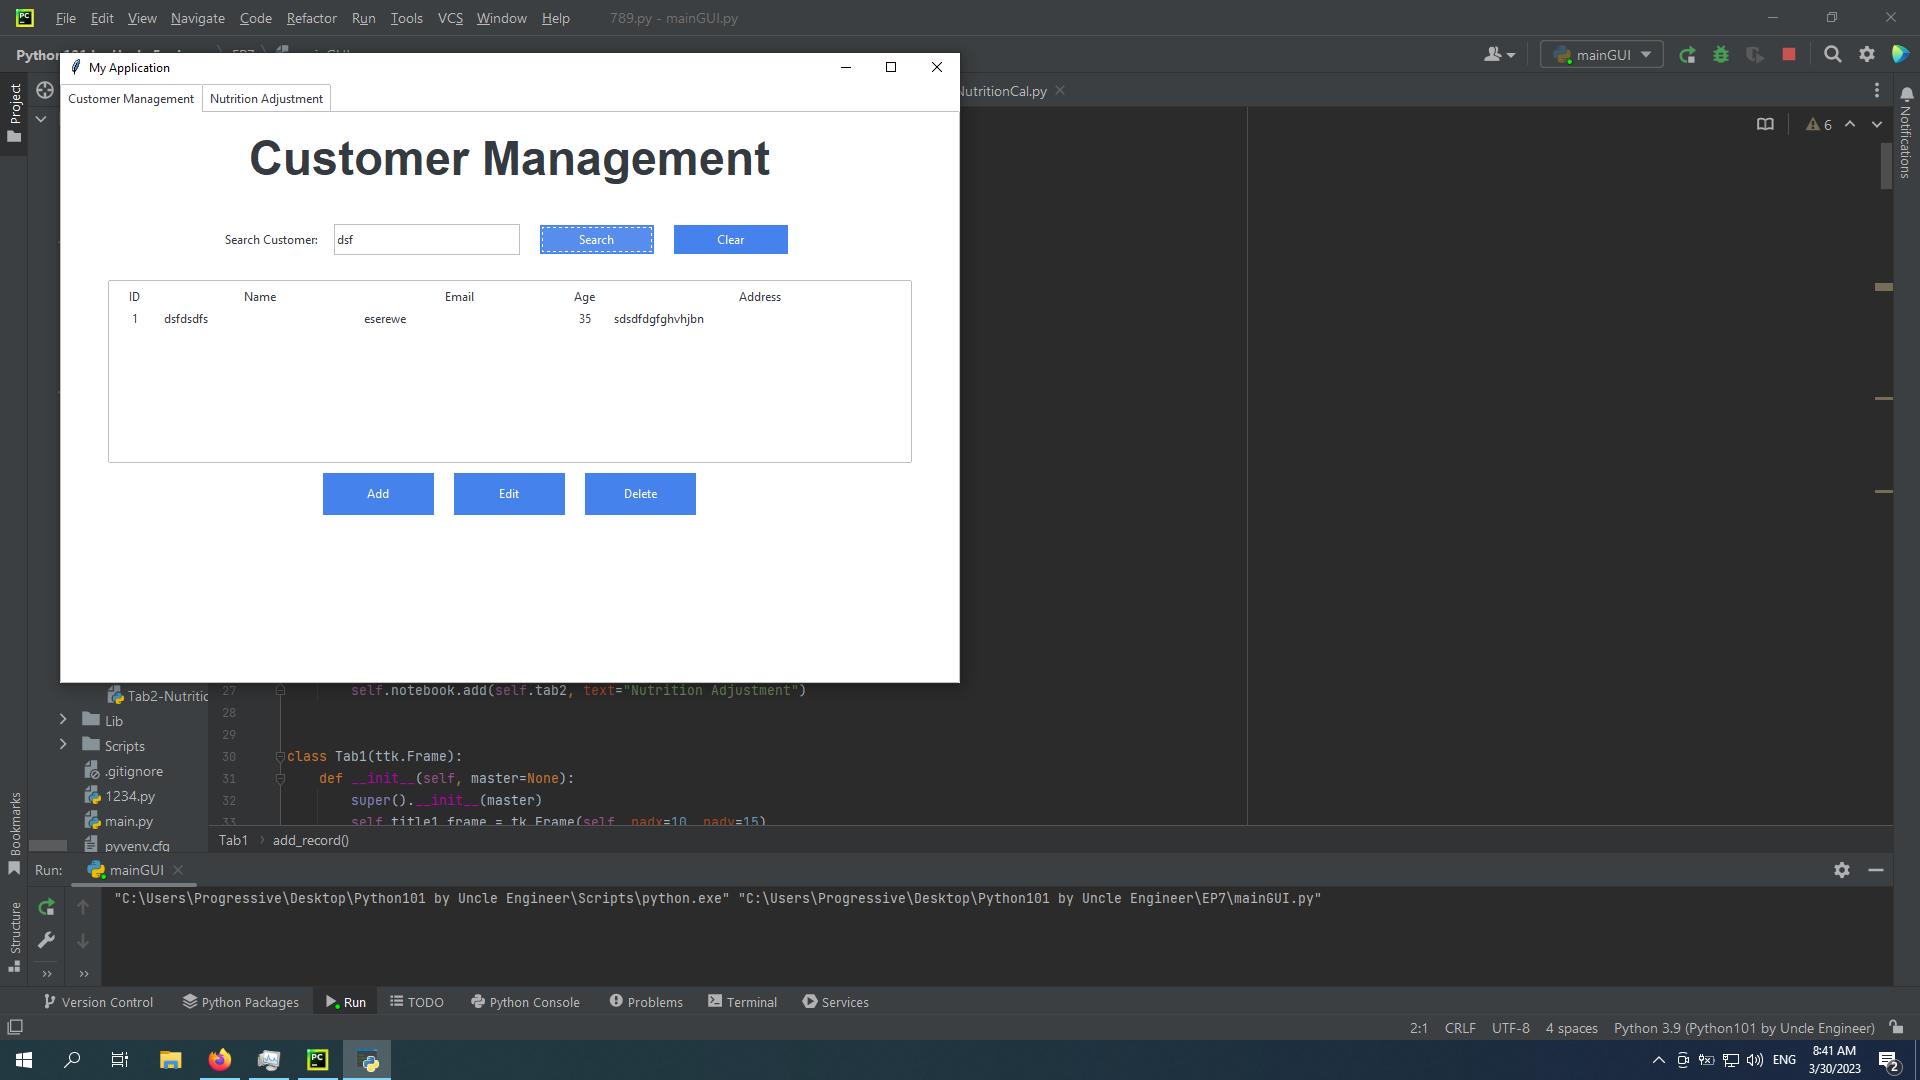 File Edit View Navigate Code Refactor Run Tools VCS Window Help 789.py - mainGUI.py
mainGUI
My Application
Customer Management Nutrition Adjustment
NutritionCal.py
6
Project
Notifications
Customer Management
Search Customer: dsf Search Clear
ID Name Email Age Address
1 dsfdsdfs eserewe 35 sdsdfdgfghvhjbn
Add Edit Delete
Tab2-Nutritic
27 self.notebook.add(self.tab2, text="Nutrition Adjustment")
Lib
28
29
Scripts
30 class Tab1(ttk.Frame):
.gitignore
31 def __init__(self, master=None):
1234.py
32 super().__init__(master)
main.py
33 self.title1_frame = tk.Frame(self, padx=10, pady=15)
pyvenv.cfg
Tab1 › add_record()
Bookmarks
Run: mainGUI
"C:\Users\Progressive\Desktop\Python101 by Uncle Engineer\Scripts\python.exe" "C:\Users\Progressive\Desktop\Python101 by Uncle Engineer\EP7\mainGUI.py"
Structure
Version Control Python Packages Run TODO Python Console Problems Terminal Services
2:1 CRLF UTF-8 4 spaces Python 3.9 (Python101 by Uncle Engineer)
ENG 8:41 AM
3/30/2023 2